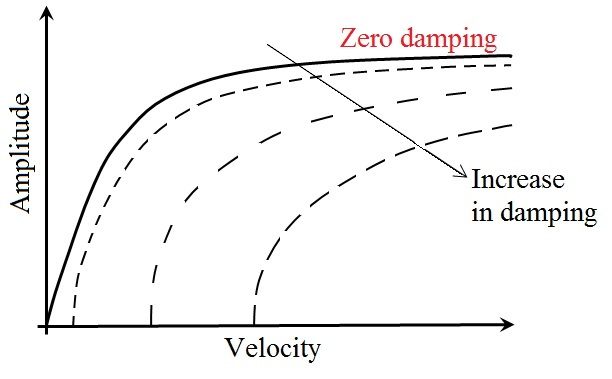 Zero damping
Amplitude
Increase
in damping
Velocity